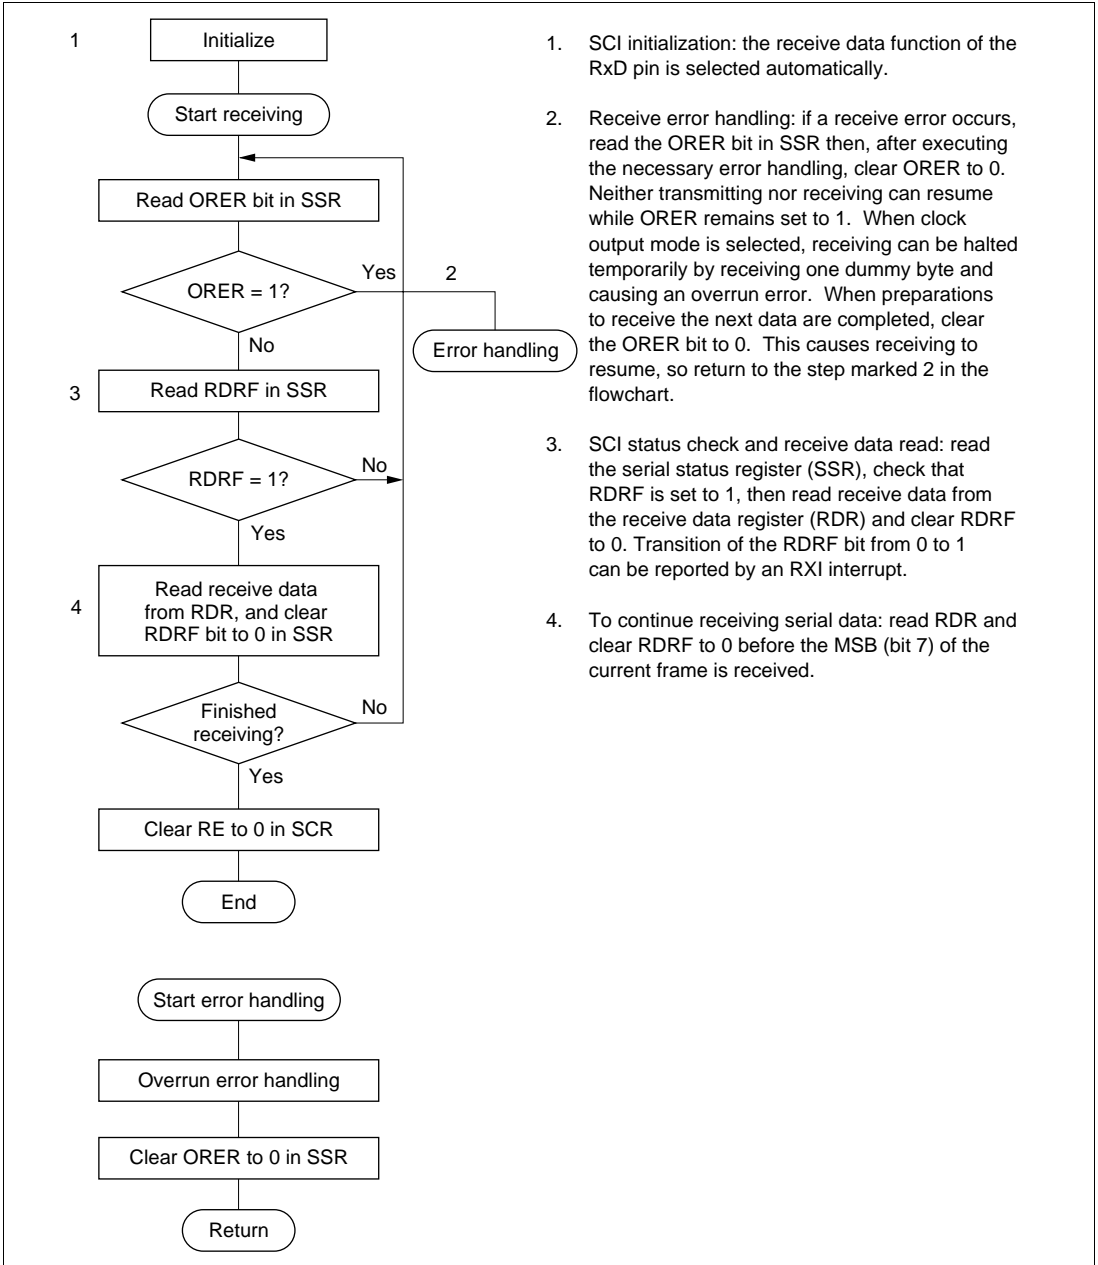 1
Initialize
Start receiving
Read ORER bit in SSR
ORER = 1?
Yes
2
Error handling
No
3
Read RDRF in SSR
RDRF = 1?
No
Yes
4
Read receive data
from RDR, and clear
RDRF bit to 0 in SSR
Finished
receiving?
No
Yes
Clear RE to 0 in SCR
End
Start error handling
Overrun error handling
Clear ORER to 0 in SSR
Return
1. SCI initialization: the receive data function of the
RxD pin is selected automatically.
2. Receive error handling: if a receive error occurs,
read the ORER bit in SSR then, after executing
the necessary error handling, clear ORER to 0.
Neither transmitting nor receiving can resume
while ORER remains set to 1. When clock
output mode is selected, receiving can be halted
temporarily by receiving one dummy byte and
causing an overrun error. When preparations
to receive the next data are completed, clear
the ORER bit to 0. This causes receiving to
resume, so return to the step marked 2 in the
flowchart.
3. SCI status check and receive data read: read
the serial status register (SSR), check that
RDRF is set to 1, then read receive data from
the receive data register (RDR) and clear RDRF
to 0. Transition of the RDRF bit from 0 to 1
can be reported by an RXI interrupt.
4. To continue receiving serial data: read RDR and
clear RDRF to 0 before the MSB (bit 7) of the
current frame is received.